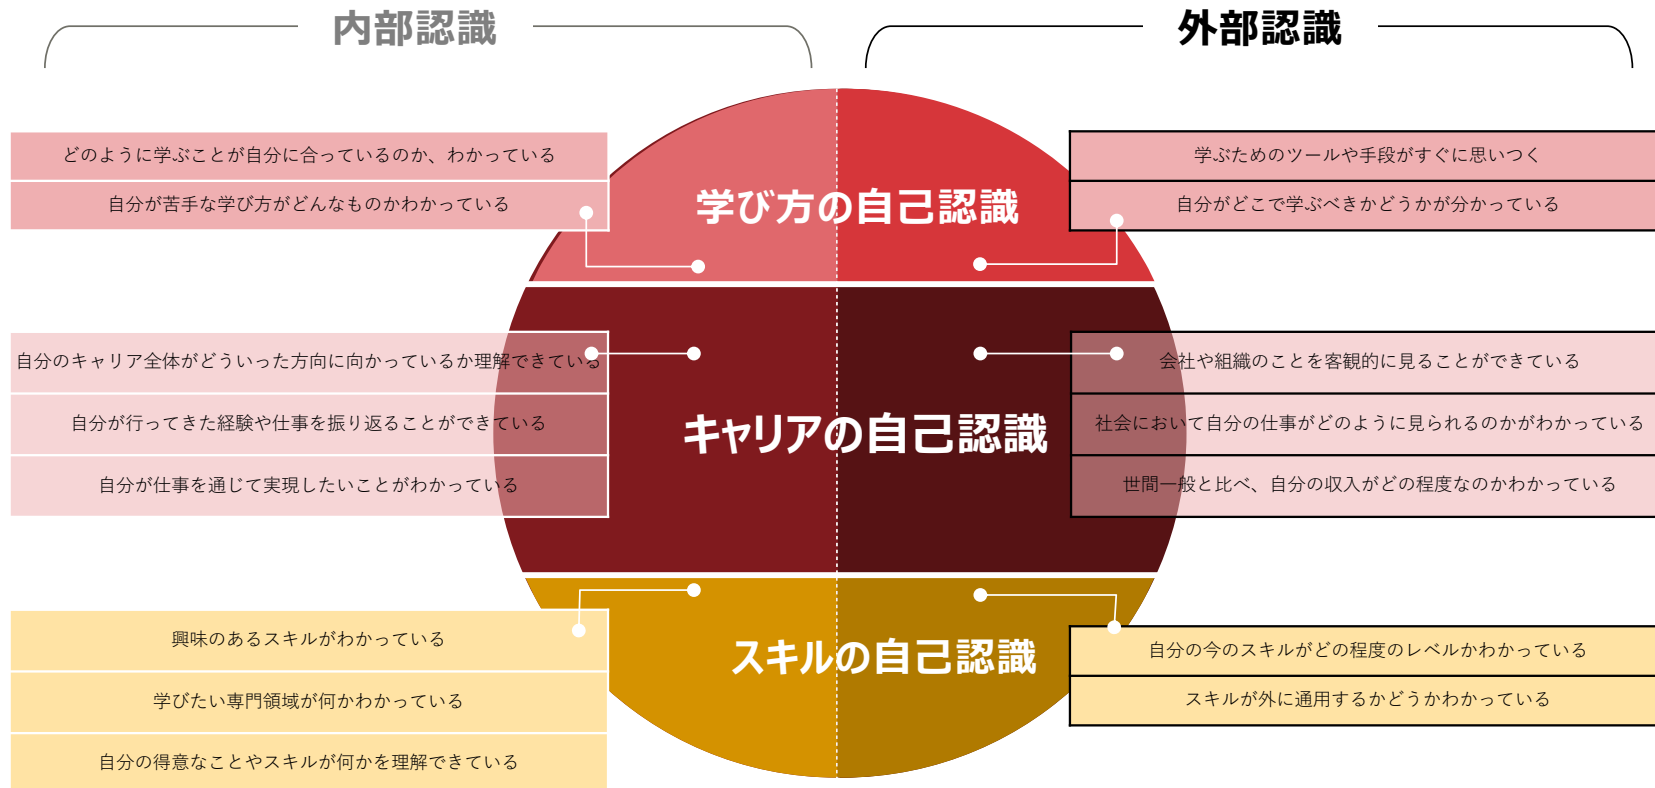 内部認識
外部認識
どのように学ぶことが自分に合っているのか、わかっている
自分が苦手な学び方がどんなものかわかっている
学び方の自己認識
学ぶためのツールや手段がすぐに思いつく
自分がどこで学ぶべきかどうかが分かっている
自分のキャリア全体がどういった方向に向かっているか理解できている
自分が行ってきた経験や仕事を振り返ることができている
自分が仕事を通じて実現したいことがわかっている
キャリアの自己認識
会社や組織のことを客観的に見ることができている
社会において自分の仕事がどのように見られるのかがわかっている
世間一般と比べ、自分の収入がどの程度なのかわかっている
興味のあるスキルがわかっている
学びたい専門領域が何かわかっている
自分の得意なことやスキルが何かを理解できている
スキルの自己認識
自分の今のスキルがどの程度のレベルかわかっている
スキルが外に通用するかどうかわかっている